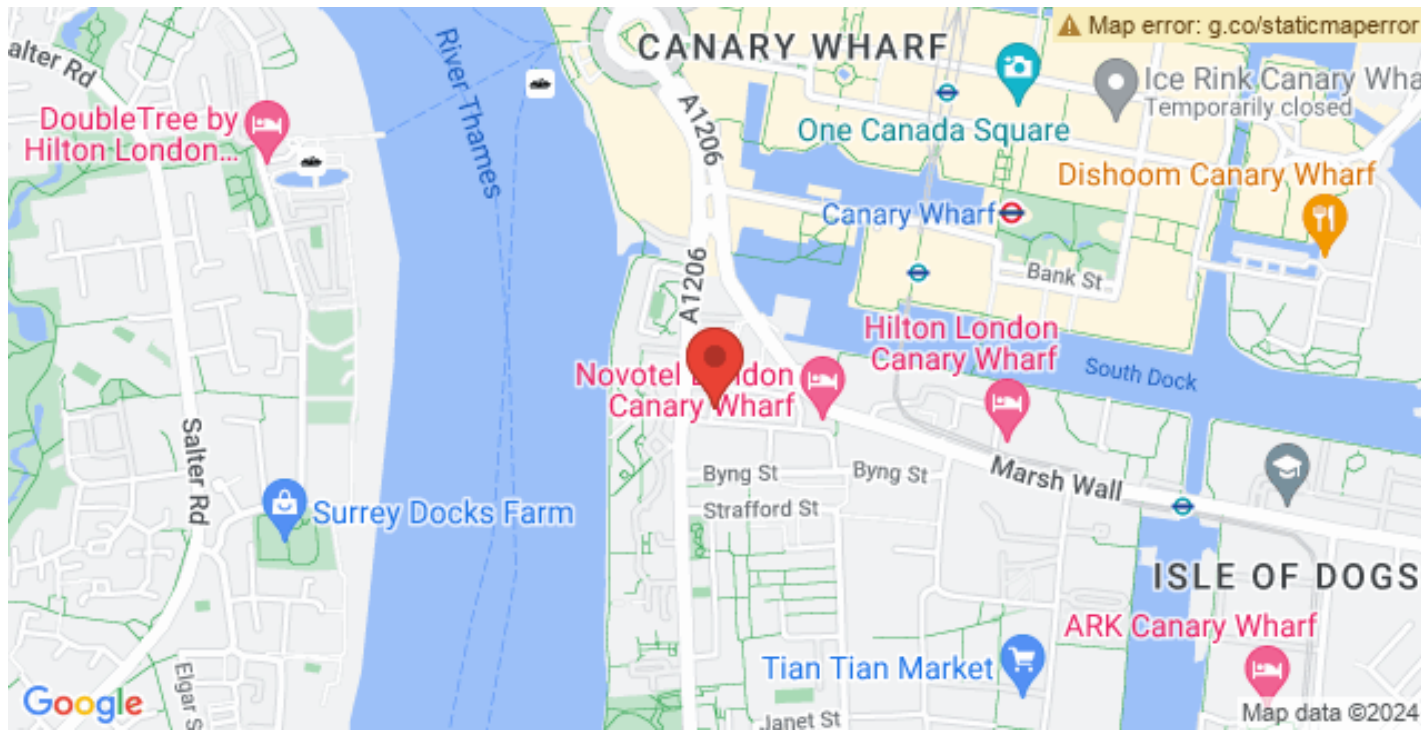 Map error: g.co/staticmaperror
CANARY WHARF
alter Rd
River Thames
A1206
Ice Rink Canary Wha
Temporarily closed
DoubleTree by
Hilton London...
One Canada Square
Dishoom Canary Wharf
Canary Wharf
A1206
Bank St
Hilton London
Canary Wharf
South Dock
Novotel London
Canary Wharf
Salter Rd
Byng St
Byng St
Marsh Wall
Strafford St
Surrey Docks Farm
ISLE OF DOGS
ARK Canary Wharf
Tian Tian Market
Elgar S
Google
Janet St
Map data ©2024